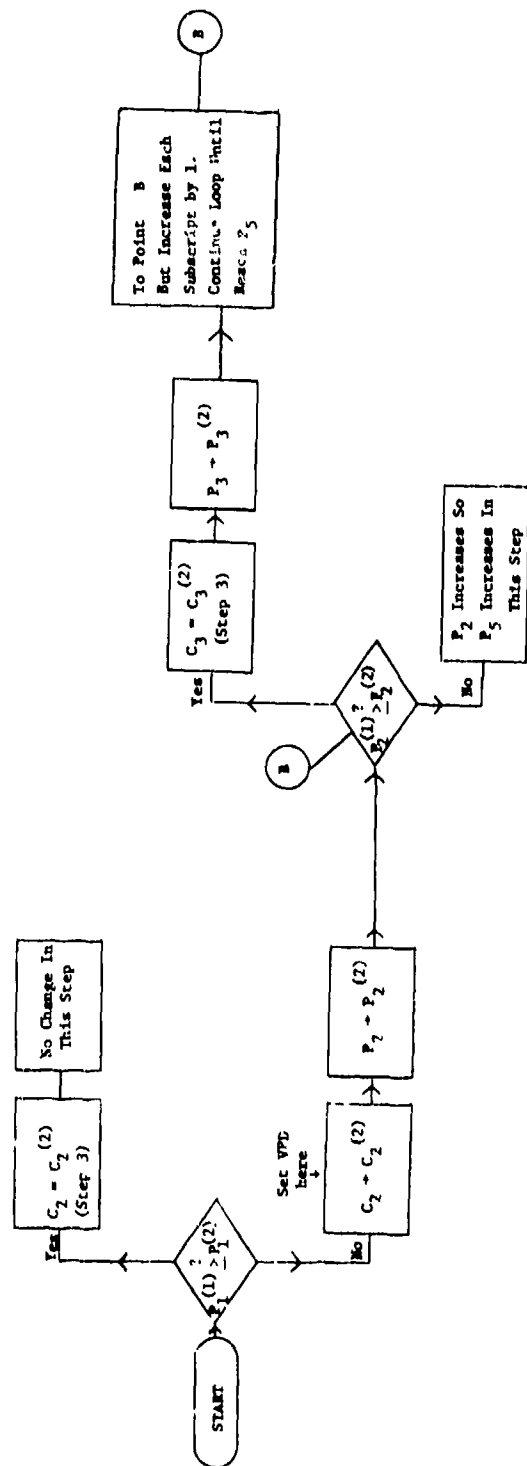 START
P₁⁽¹⁾ ≥? P₁⁽²⁾
Yes
C₂ = C₂⁽²⁾
(Step 3)
No Change In
This Step
No
Set VPD
here
↓
C₂ → C₂⁽²⁾
P₂ → P₂⁽²⁾
B
P₂⁽¹⁾ ≥? P₂⁽²⁾
Yes
C₃ = C₃⁽²⁾
(Step 3)
P₃ → P₃⁽²⁾
To Point B
But Increase Each
Subscript by 1.
Continue Loop Until
Reach P₅
B
No
P₂ Increases So
P₅ Increases In
This Step